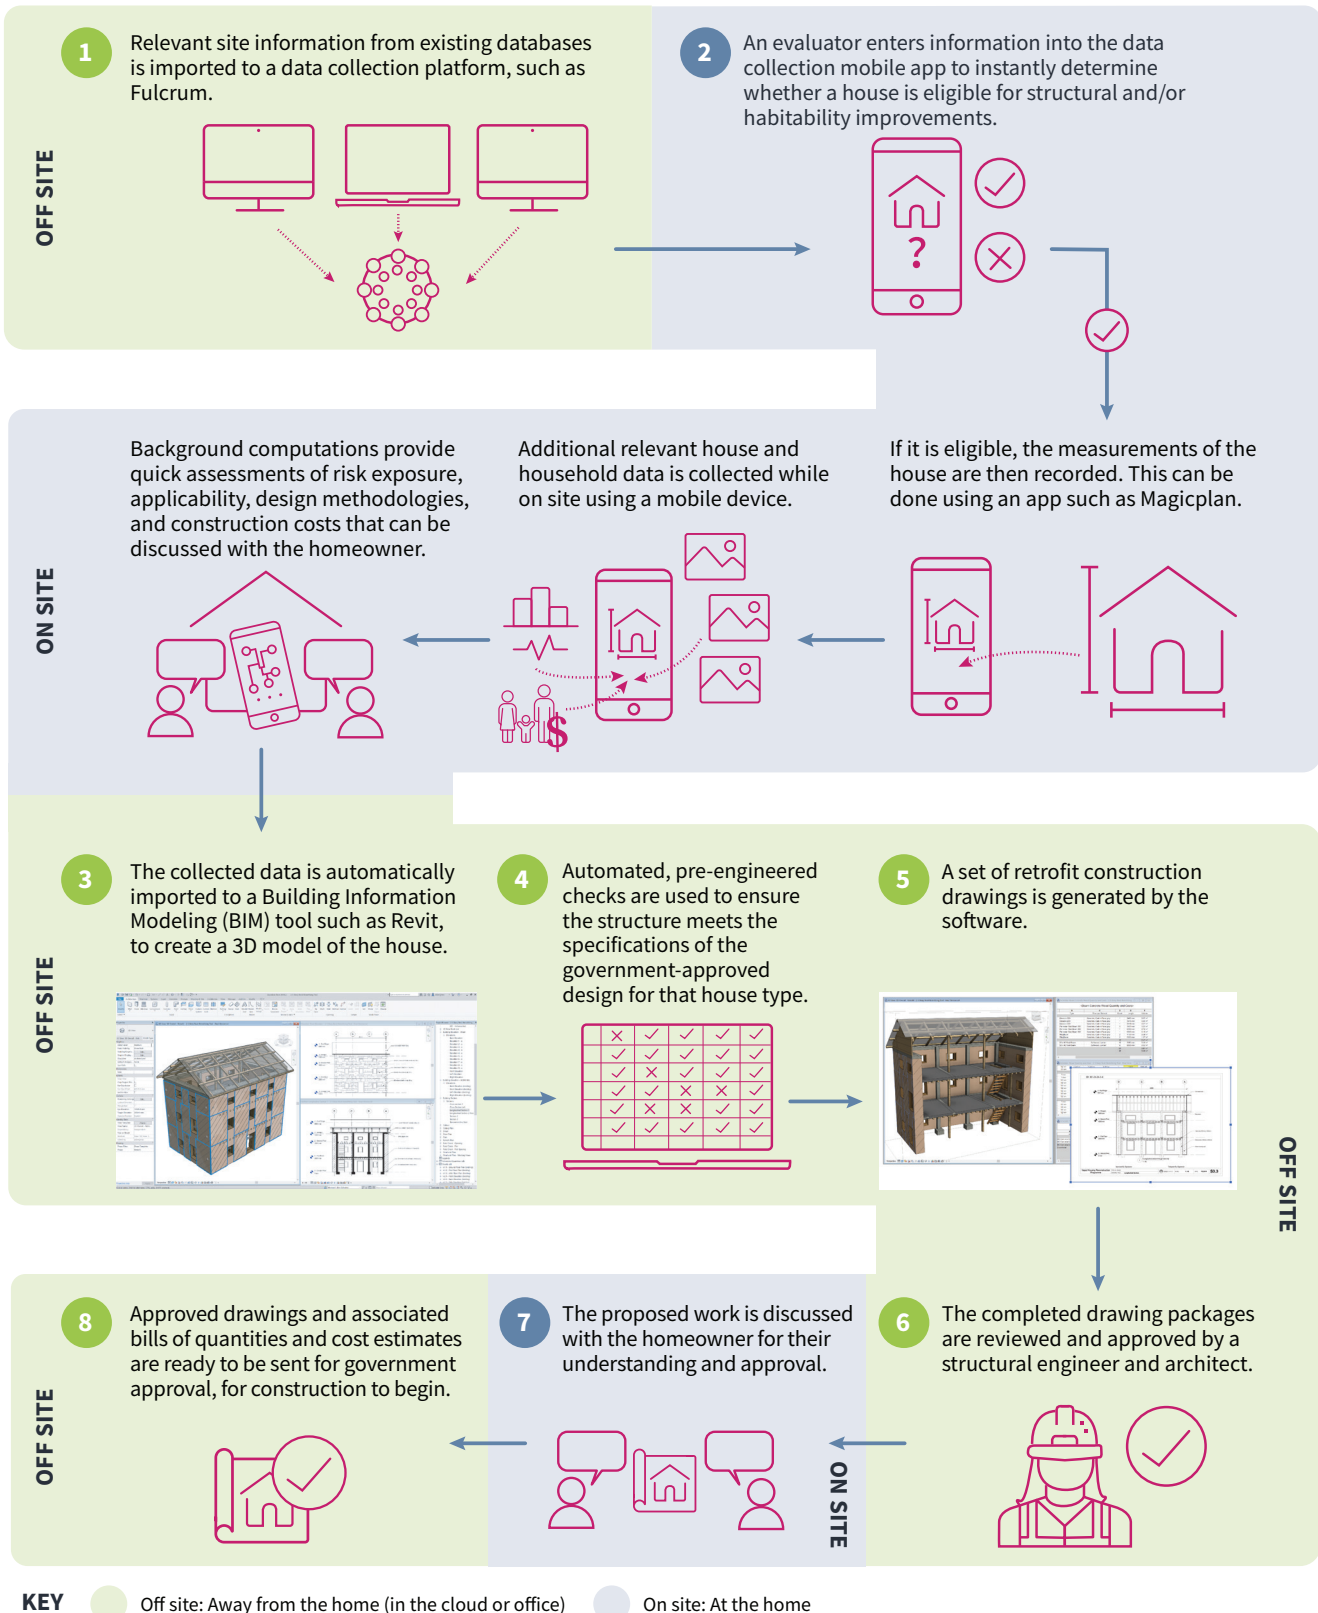 1
Relevant site information from existing databases
is imported to a data collection platform, such as
Fulcrum.
OFF SITE
2
An evaluator enters information into the data
collection mobile app to instantly determine
whether a house is eligible for structural and/or
habitability improvements.
?
If it is eligible, the measurements of the
house are then recorded. This can be
done using an app such as Magicplan.
Additional relevant house and
household data is collected while
on site using a mobile device.
$
Background computations provide
quick assessments of risk exposure,
applicability, design methodologies,
and construction costs that can be
discussed with the homeowner.
ON SITE
3
The collected data is automatically
imported to a Building Information
Modeling (BIM) tool such as Revit,
to create a 3D model of the house.
OFF SITE
4
Automated, pre-engineered
checks are used to ensure
the structure meets the
specifications of the
government-approved
design for that house type.
5
A set of retrofit construction
drawings is generated by the
software.
OFF SITE
6
The completed drawing packages
are reviewed and approved by a
structural engineer and architect.
7
The proposed work is discussed
with the homeowner for their
understanding and approval.
ON SITE
8
Approved drawings and associated
bills of quantities and cost estimates
are ready to be sent for government
approval, for construction to begin.
OFF SITE
KEY
Off site: Away from the home (in the cloud or office)
On site: At the home